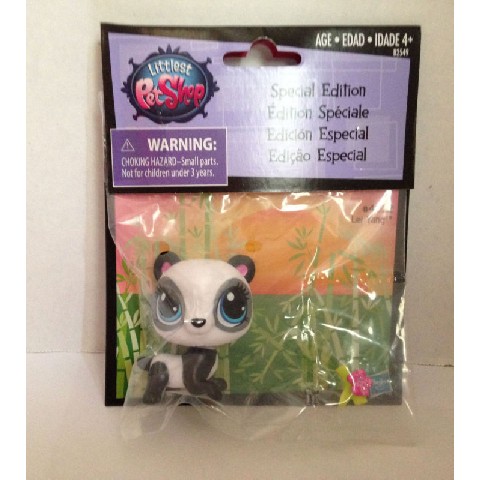 AGE • EDAD • IDADE 4+
B2549
Littlest
PetShop
Special Edition
Édition Spéciale
Edición Especial
Edição Especial
WARNING:
CHOKING HAZARD–Small parts.
Not for children under 3 years.